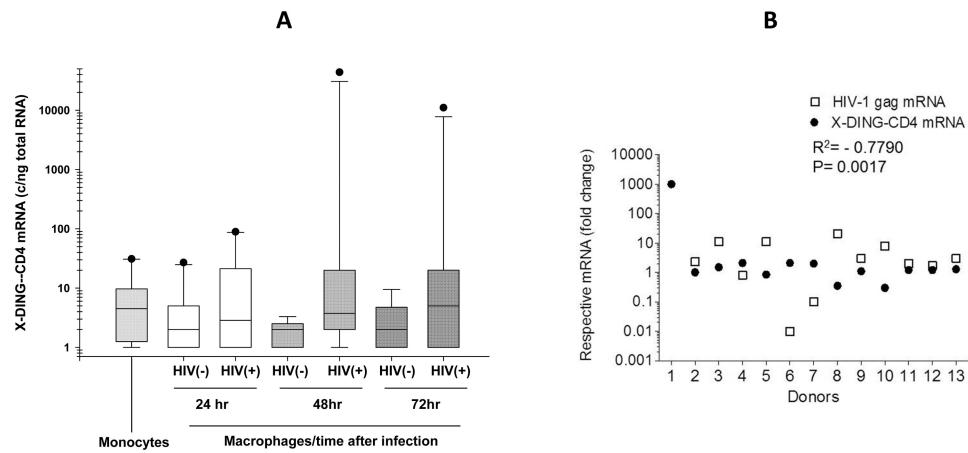 A
X-DING--CD4 mRNA (c/ng total RNA)
10000
1000
100
10
1
HIV(-) HIV(+) HIV(-) HIV(+) HIV(-) HIV(+)
24 hr 48hr 72hr
Monocytes Macrophages/time after infection
B
HIV-1 gag mRNA
X-DING-CD4 mRNA
R²= - 0.7790
P= 0.0017
Respective mRNA (fold change)
10000
1000
100
10
1
0.1
0.01
0.001
1 2 3 4 5 6 7 8 9 10 11 12 13
Donors